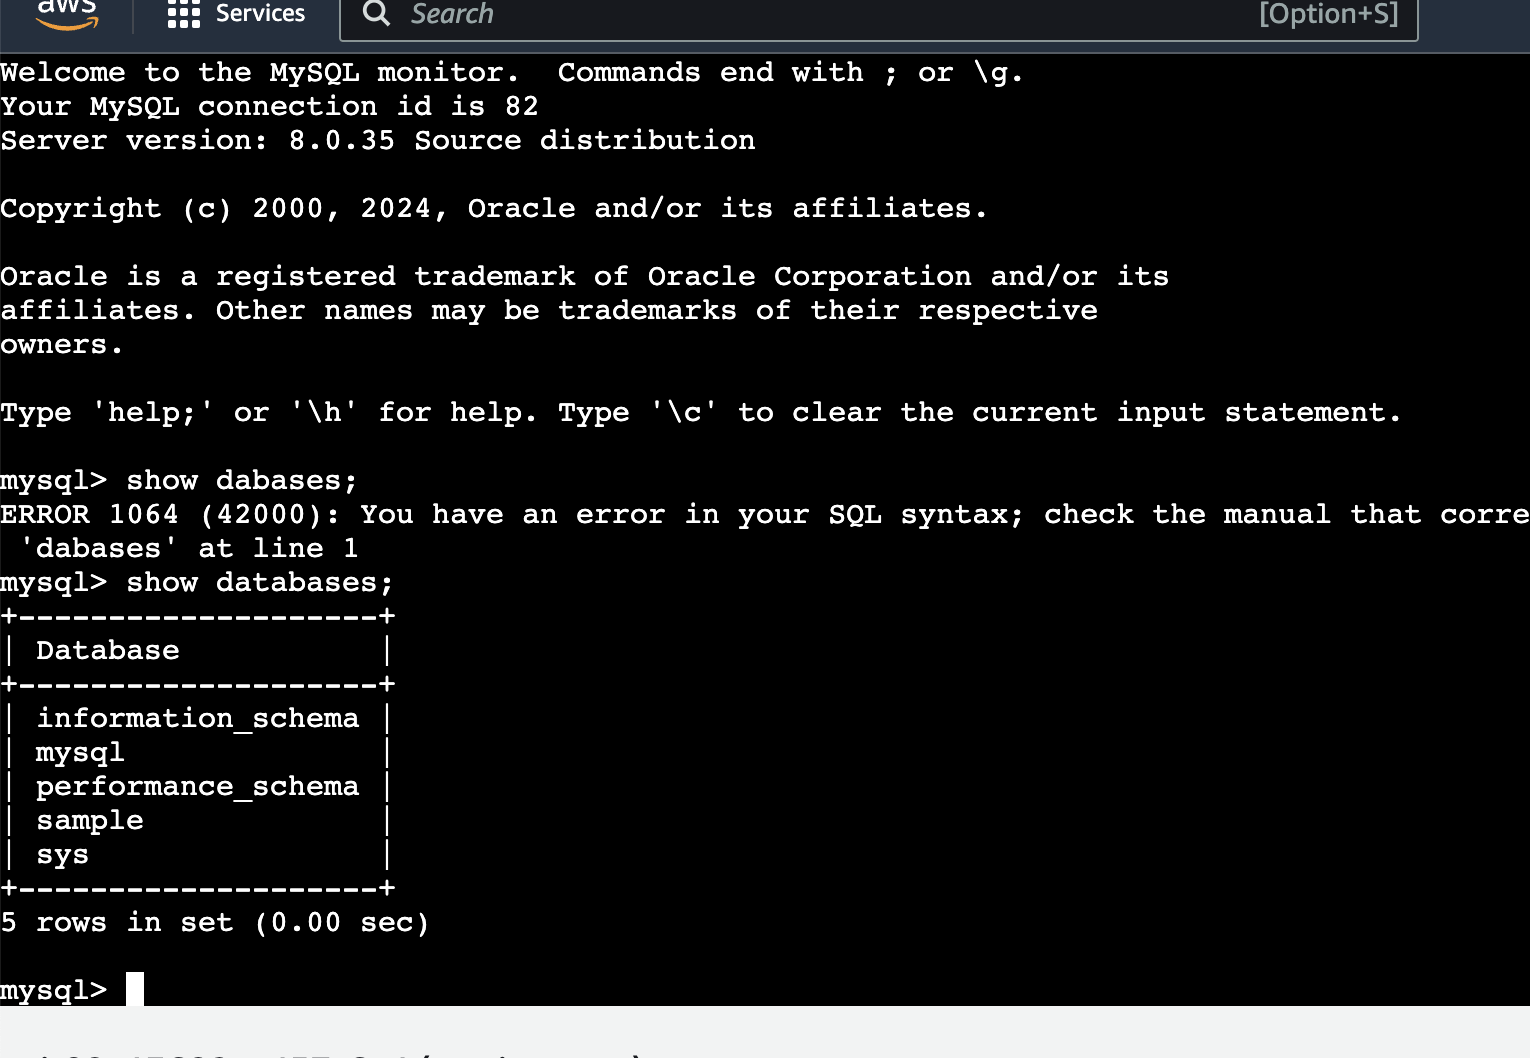 aws Services Search [Option+S]
Welcome to the MySQL monitor.  Commands end with ; or \g.
Your MySQL connection id is 82
Server version: 8.0.35 Source distribution
Copyright (c) 2000, 2024, Oracle and/or its affiliates.
Oracle is a registered trademark of Oracle Corporation and/or its
affiliates. Other names may be trademarks of their respective
owners.
Type 'help;' or '\h' for help. Type '\c' to clear the current input statement.
mysql> show dabases;
ERROR 1064 (42000): You have an error in your SQL syntax; check the manual that corre
 'dabases' at line 1
mysql> show databases;
+--------------------+
| Database           |
+--------------------+
| information_schema |
| mysql              |
| performance_schema |
| sample             |
| sys                |
+--------------------+
5 rows in set (0.00 sec)
mysql>